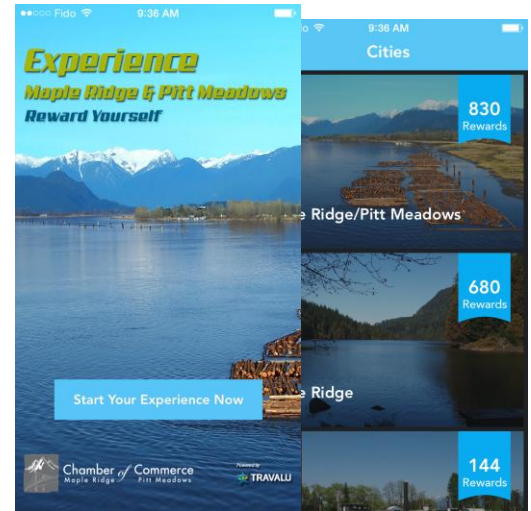 Fido 9:36 AM
Experience
Maple Ridge & Pitt Meadows
Reward Yourself
Start Your Experience Now
Chamber of Commerce
Maple Ridge Pitt Meadows
Powered by
TRAVALU
9:36 AM
Cities
830
Rewards
Ridge/Pitt Meadows
680
Rewards
Ridge
144
Rewards